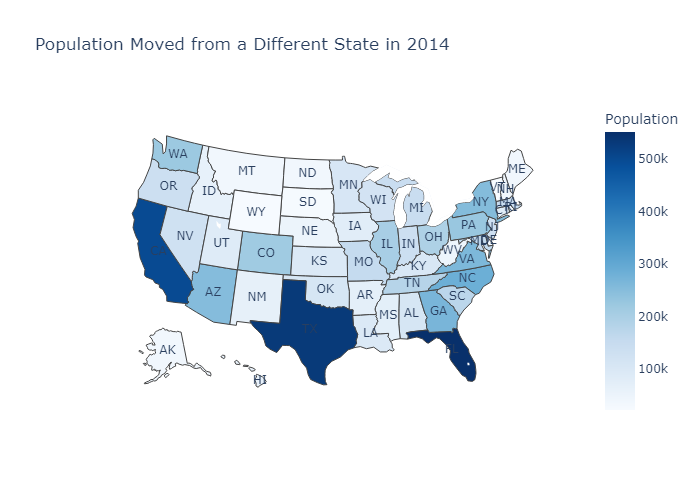 Population Moved from a Different State in 2014
Population
500k
400k
300k
200k
100k
WA
MT
ND
MN
ME
VT
NH
OR
ID
SD
WI
MI
NY
MA
WY
IA
NE
PA
NJ
NV
UT
CO
IL
IN
OH
MD
DE
KS
MO
WV
VA
KY
AZ
NM
OK
AR
TN
NC
SC
MS
AL
GA
TX
LA
FL
AK
HI